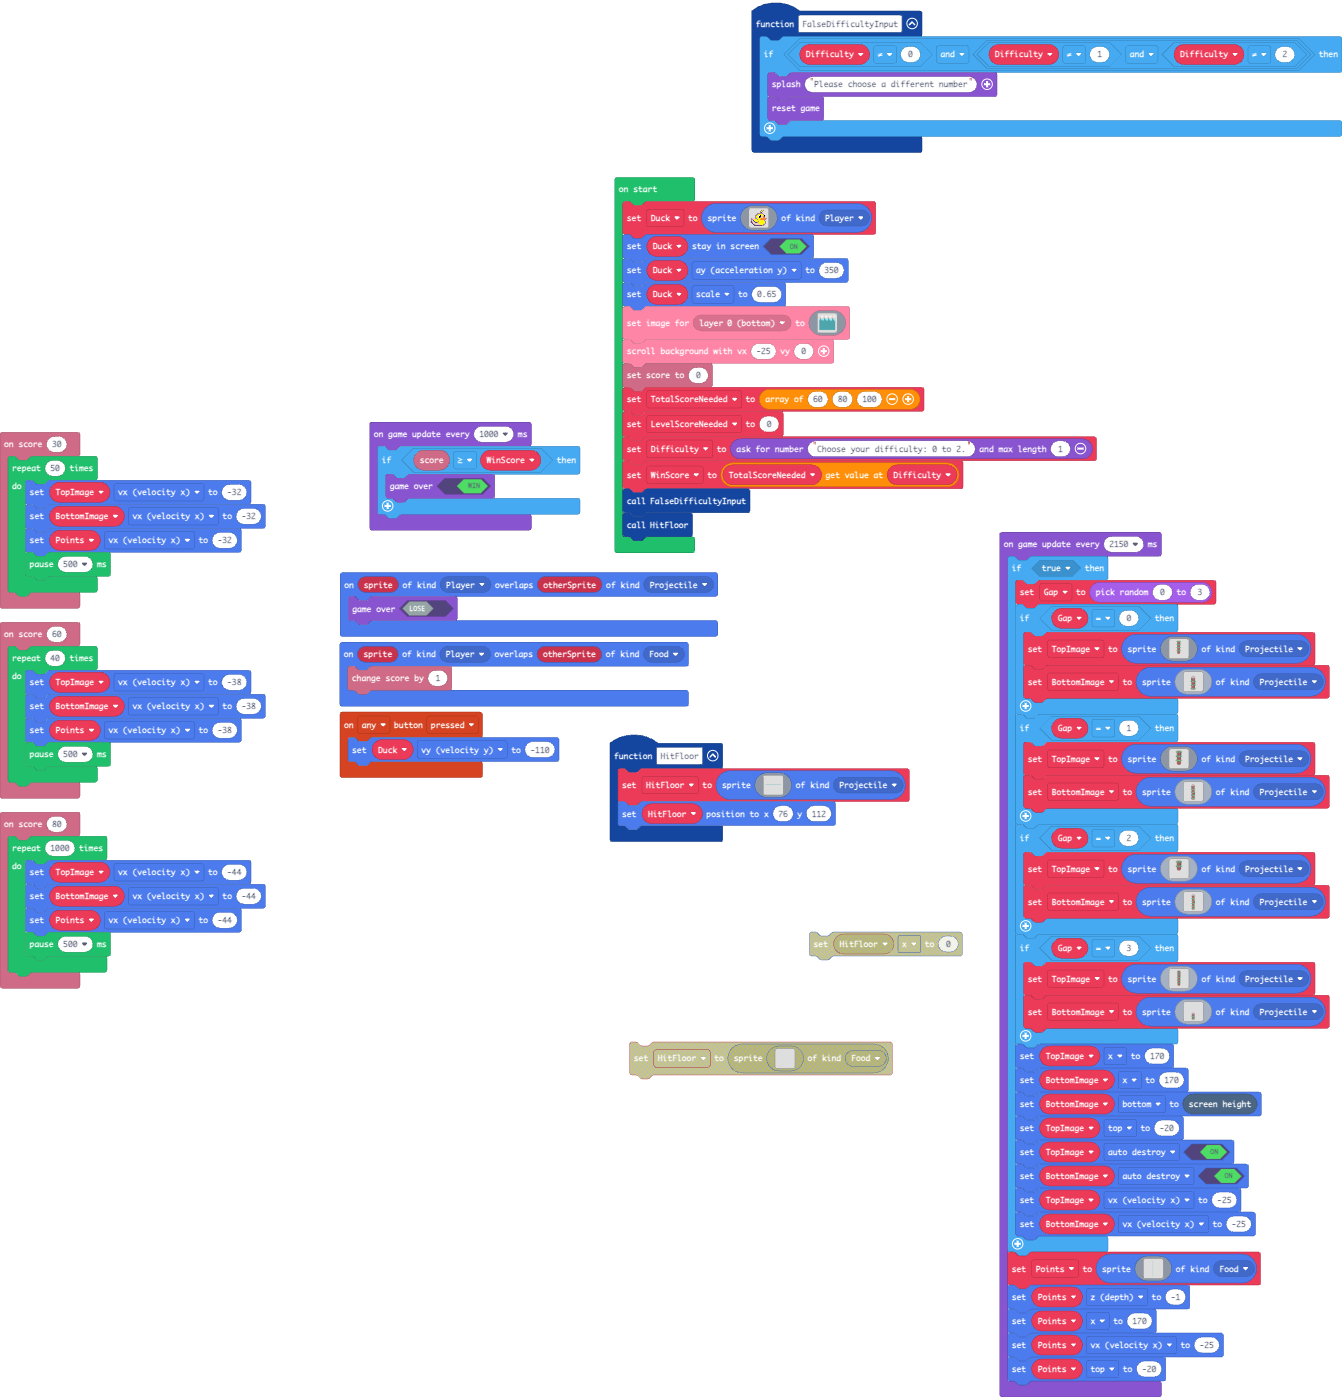 function FalseDifficultyInput
if Difficulty ≠ 0 and Difficulty ≠ 1 and Difficulty ≠ 2 then
splash "Please choose a different number"
reset game
on start
set Duck to sprite of kind Player
set Duck stay in screen ON
set Duck ay (acceleration y) to 350
set Duck scale to 0.65
set image for layer 0 (bottom) to
scroll background with vx -25 vy 0
set score to 0
set TotalScoreNeeded to array of 60 80 100
set LevelScoreNeeded to 0
set Difficulty to ask for number "Choose your difficulty: 0 to 2." and max length 1
set WinScore to TotalScoreNeeded get value at Difficulty
call FalseDifficultyInput
call HitFloor
on score 30
repeat 50 times
do set TopImage vx (velocity x) to -32
set BottomImage vx (velocity x) to -32
set Points vx (velocity x) to -32
pause 500 ms
on score 60
repeat 40 times
do set TopImage vx (velocity x) to -38
set BottomImage vx (velocity x) to -38
set Points vx (velocity x) to -38
pause 500 ms
on score 80
repeat 1000 times
do set TopImage vx (velocity x) to -44
set BottomImage vx (velocity x) to -44
set Points vx (velocity x) to -44
pause 500 ms
on game update every 1000 ms
if score ≥ WinScore then
game over WIN
on sprite of kind Player overlaps otherSprite of kind Projectile
game over LOSE
on sprite of kind Player overlaps otherSprite of kind Food
change score by 1
on any button pressed
set Duck vy (velocity y) to -110
function HitFloor
set HitFloor to sprite of kind Projectile
set HitFloor position to x 76 y 112
set HitFloor x to 0
set HitFloor to sprite of kind Food
on game update every 2150 ms
if true then
set Gap to pick random 0 to 3
if Gap = 0 then
set TopImage to sprite of kind Projectile
set BottomImage to sprite of kind Projectile
if Gap = 1 then
set TopImage to sprite of kind Projectile
set BottomImage to sprite of kind Projectile
if Gap = 2 then
set TopImage to sprite of kind Projectile
set BottomImage to sprite of kind Projectile
if Gap = 3 then
set TopImage to sprite of kind Projectile
set BottomImage to sprite of kind Projectile
set TopImage x to 170
set BottomImage x to 170
set BottomImage bottom to screen height
set TopImage top to -20
set TopImage auto destroy ON
set BottomImage auto destroy ON
set TopImage vx (velocity x) to -25
set BottomImage vx (velocity x) to -25
set Points to sprite of kind Food
set Points z (depth) to -1
set Points x to 170
set Points vx (velocity x) to -25
set Points top to -20